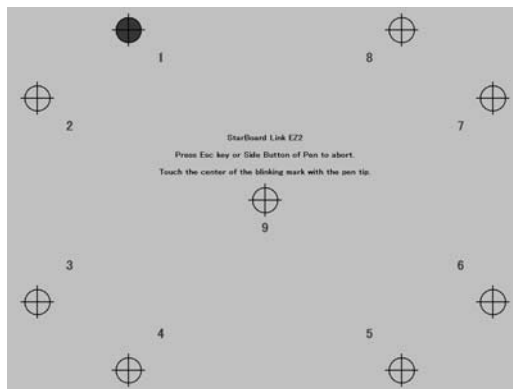 1 8
2 7
StarBoard Link EZ2
Press Esc key or Side Button of Pen to abort.
Touch the center of the blinking mark with the pen tip.
9
3 6
4 5